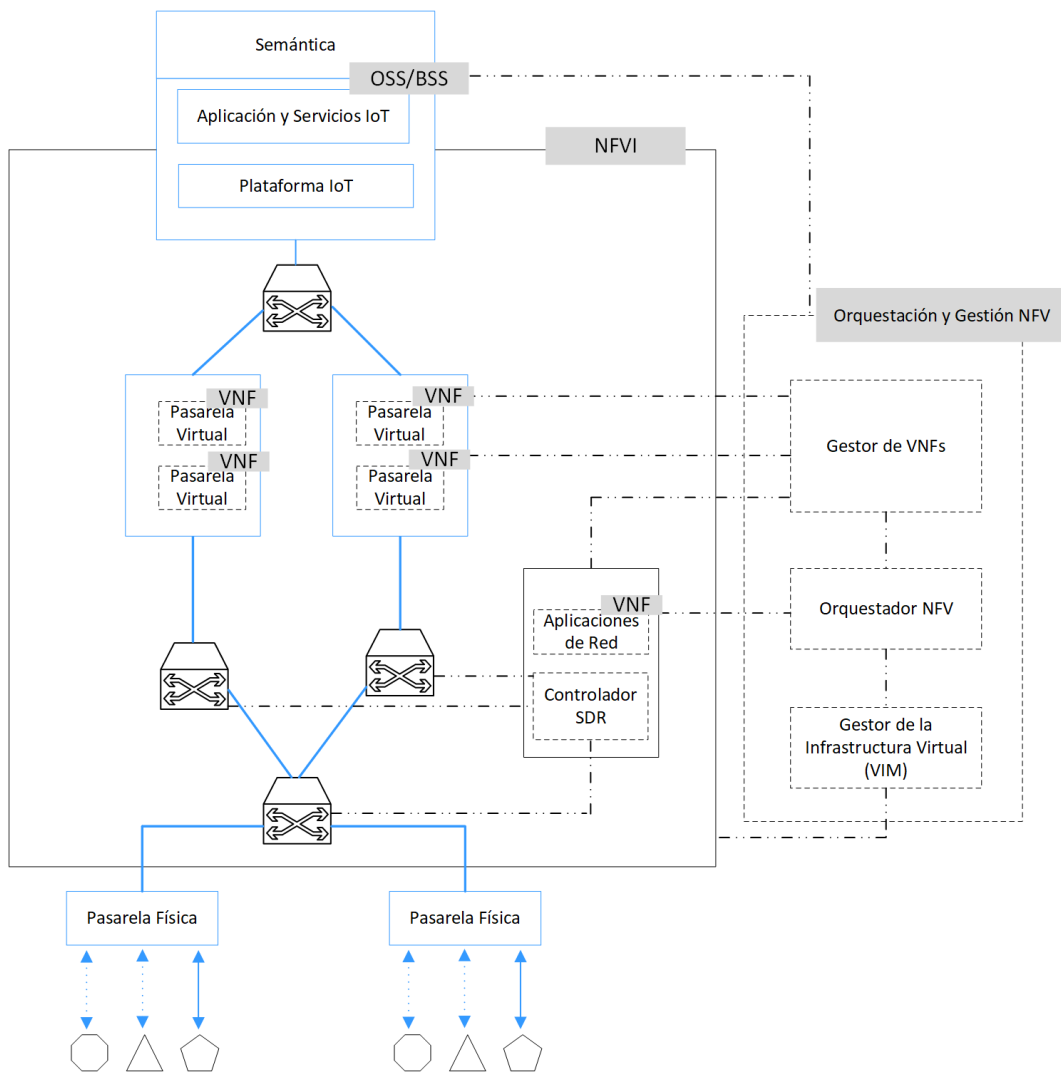 Semántica
OSS/BSS
Aplicación y Servicios IoT
NFVI
Plataforma IoT
Orquestación y Gestión NFV
VNF
Pasarela
Virtual
VNF
Pasarela
Virtual
VNF
Pasarela
Virtual
VNF
Pasarela
Virtual
Gestor de VNFs
VNF
Aplicaciones
de Red
Orquestador NFV
Controlador
SDR
Gestor de la
Infrastructura Virtual
(VIM)
Pasarela Física
Pasarela Física